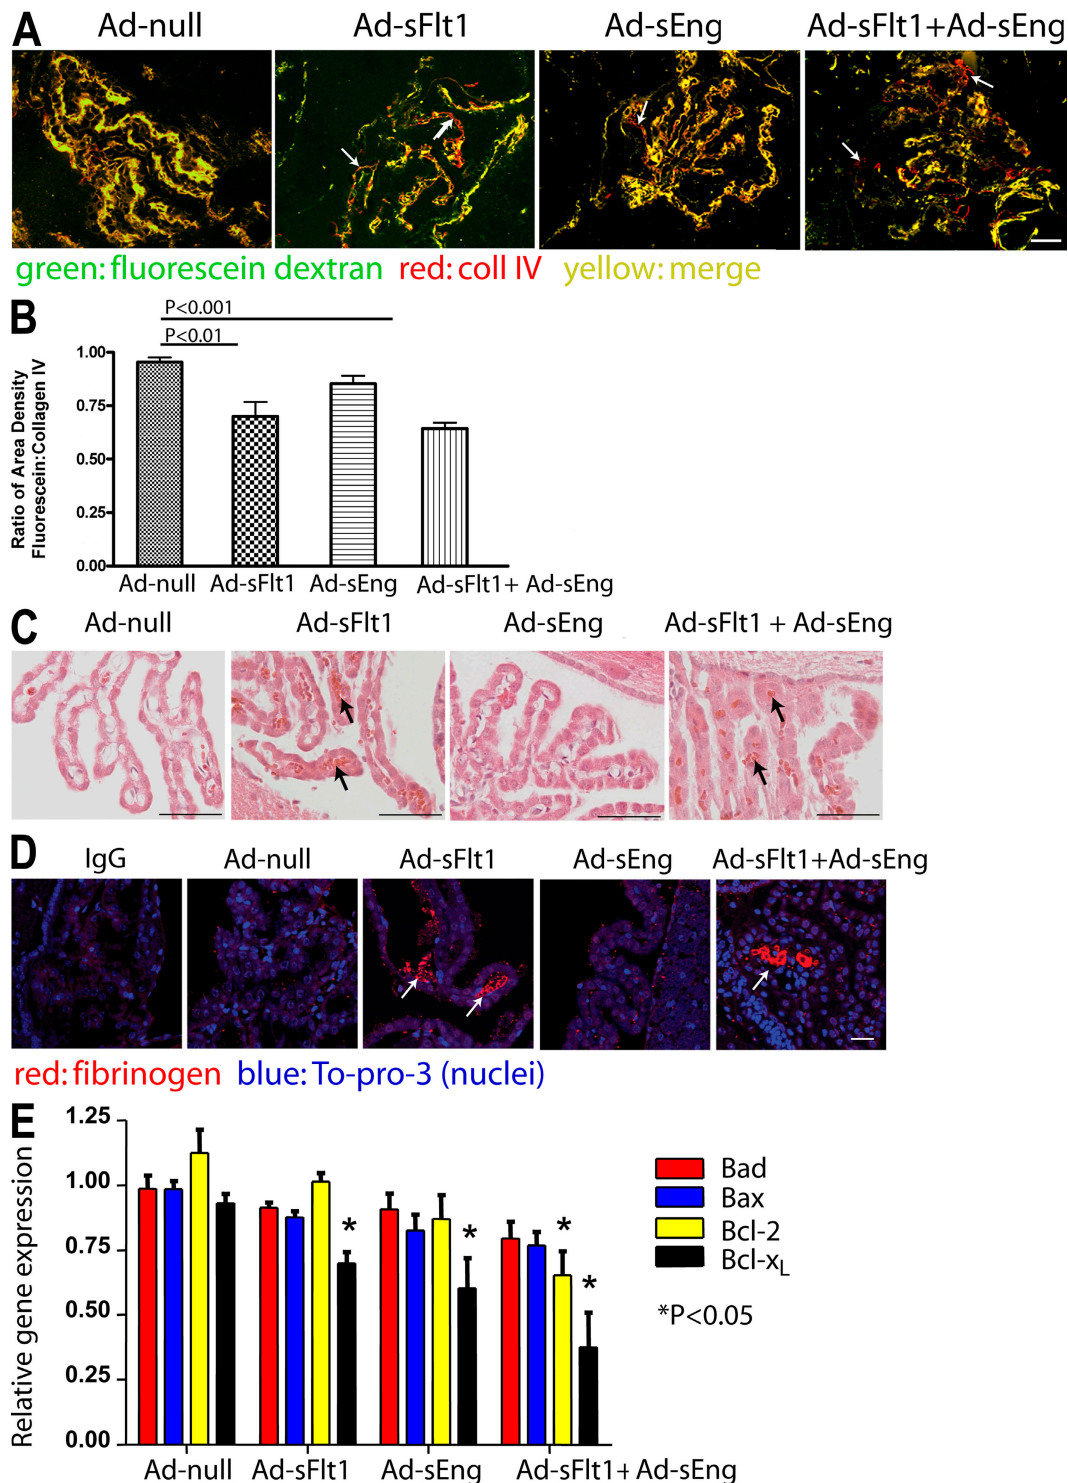 A
Ad-null Ad-sFlt1 Ad-sEng Ad-sFlt1+Ad-sEng
green: fluorescein dextran red: coll IV yellow: merge
B
P<0.001
P<0.01
Ratio of Area Density
Fluorescein:Collagen IV
1.00
0.75
0.50
0.25
0.00
Ad-null Ad-sFlt1 Ad-sEng Ad-sFlt1+ Ad-sEng
C
Ad-null Ad-sFlt1 Ad-sEng Ad-sFlt1 + Ad-sEng
D
IgG Ad-null Ad-sFlt1 Ad-sEng Ad-sFlt1+Ad-sEng
red: fibrinogen blue: To-pro-3 (nuclei)
E
Relative gene expression
1.25
1.00
0.75
0.50
0.25
0.00
* * * *
Bad
Bax
Bcl-2
Bcl-xL
*P<0.05
Ad-null Ad-sFlt1 Ad-sEng Ad-sFlt1+ Ad-sEng